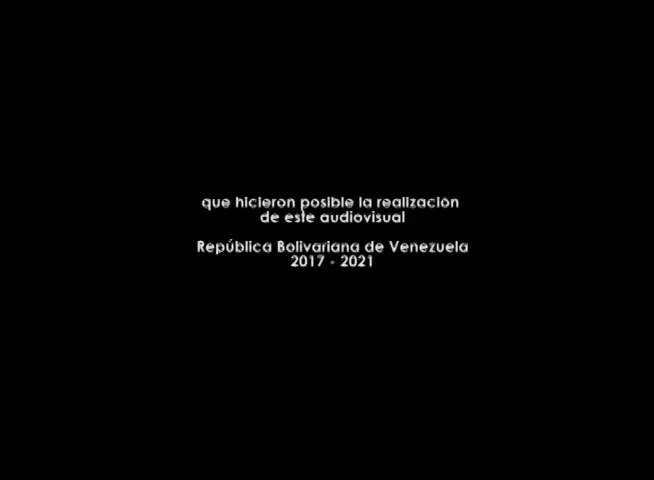 que hicieron posible la realización
de este audiovisual
República Bolivariana de Venezuela
2017 - 2021